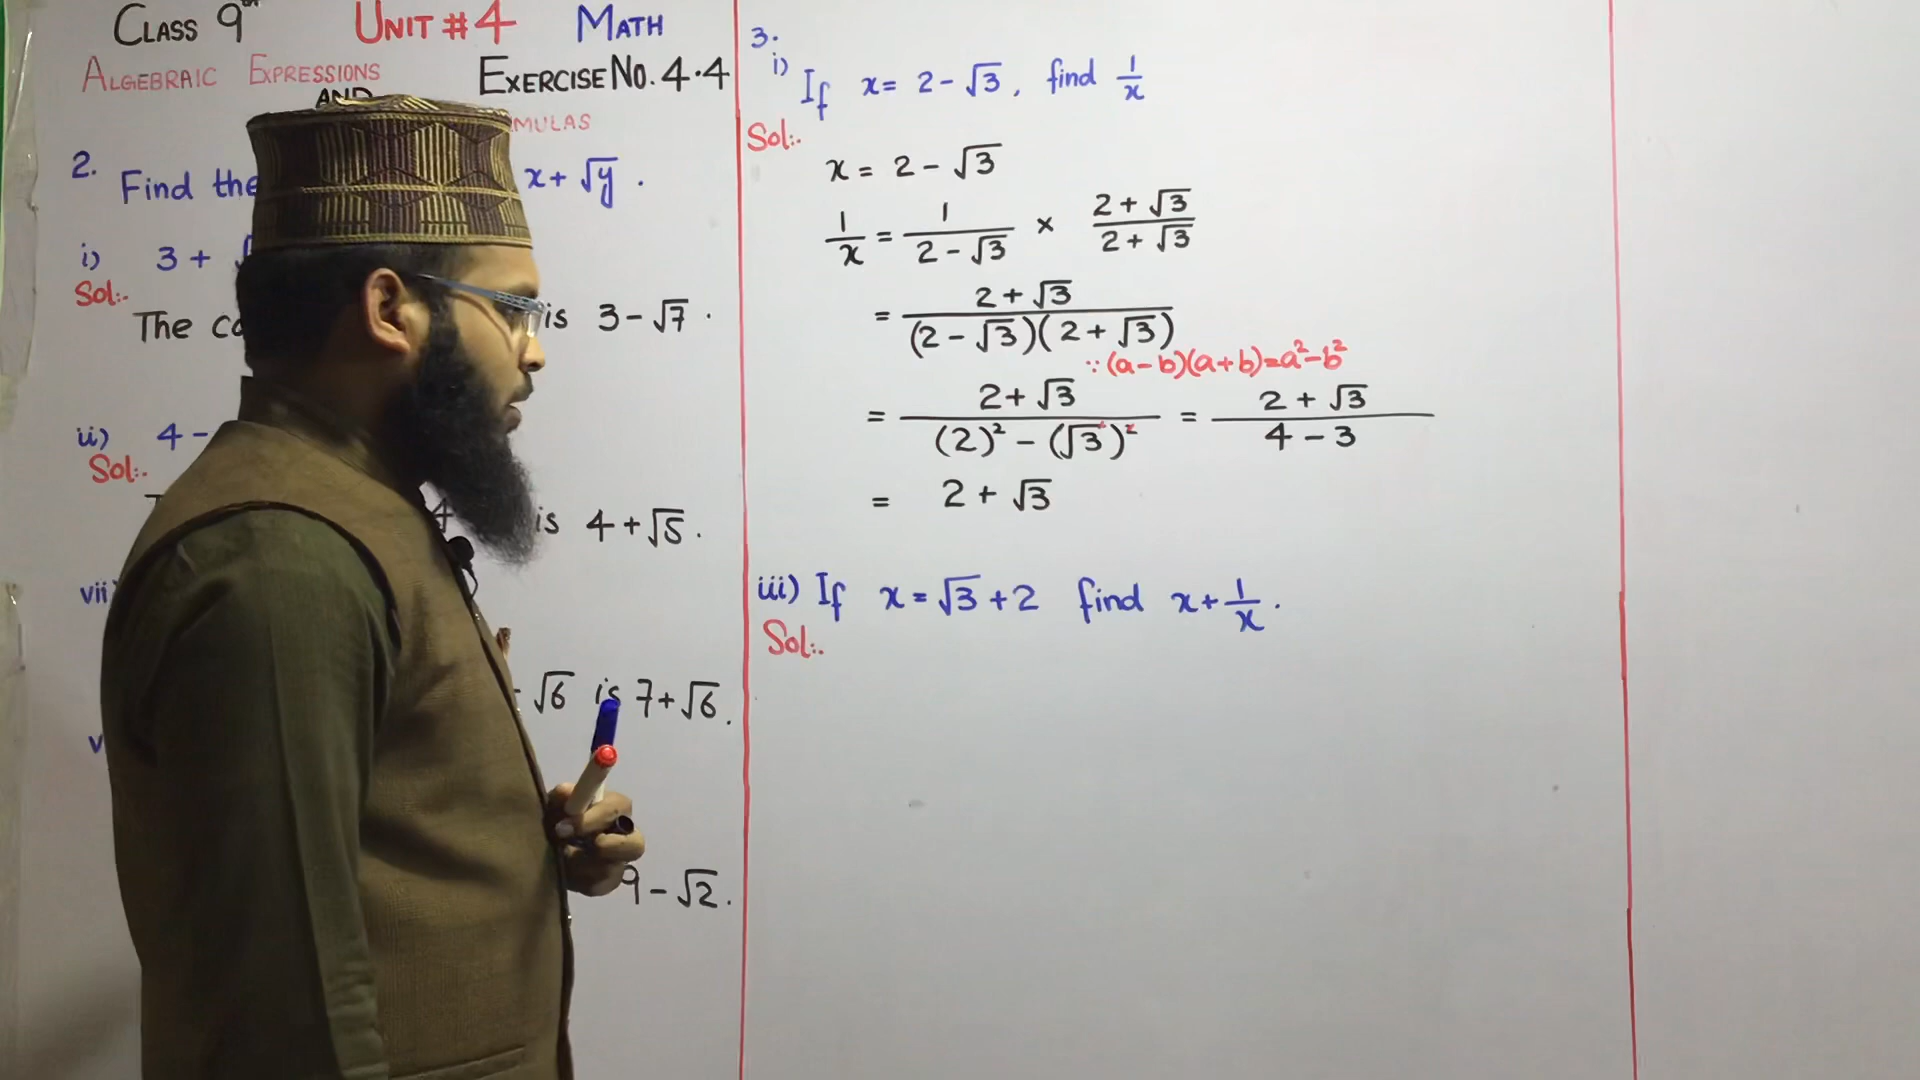 CLASS 9th UNIT # 4 MATH
ALGEBRAIC EXPRESSIONS
AND
EXERCISE NO. 4.4
2. Find the x + √y .
i) 3 +
Sol:.
The is 3 - √7 .
ii) 4 -
Sol:.
is 4 + √5 .
vii
√6 is 7 + √6 .
9 - √2 .
3.
i) If x = 2 - √3 , find 1/x
Sol:.
x = 2 - √3
1/x = 1/(2 - √3) × (2 + √3)/(2 + √3)
= (2 + √3)/((2 - √3)(2 + √3))
∵ (a - b)(a + b) = a² - b²
= (2 + √3)/((2)² - (√3)²) = (2 + √3)/(4 - 3)
= 2 + √3
iii) If x = √3 + 2 find x + 1/x .
Sol:.